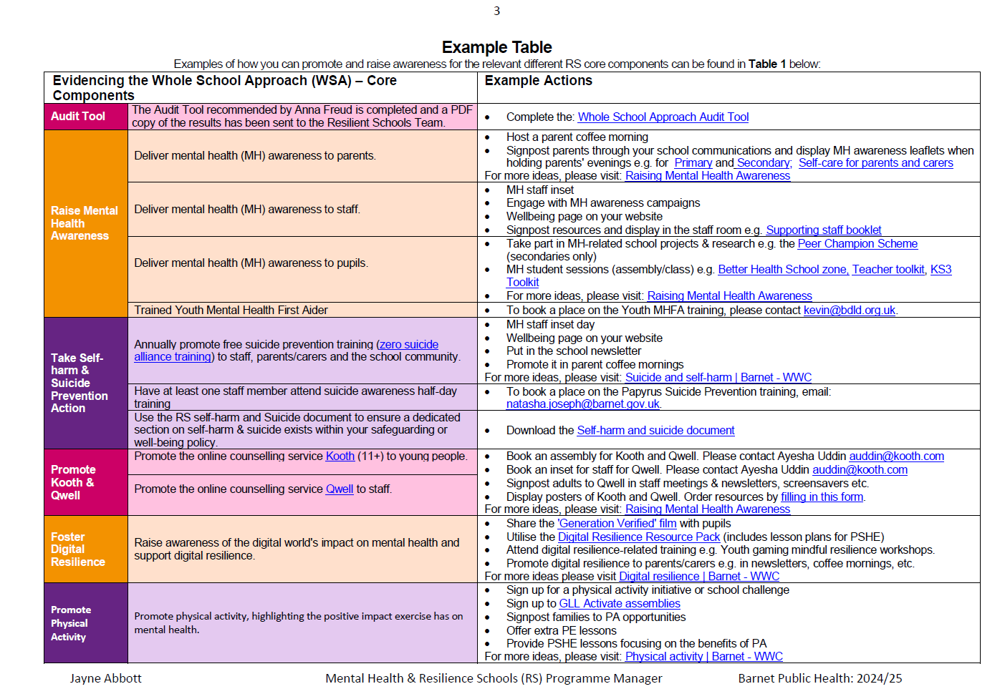 3
Example Table
Examples of how you can promote and raise awareness for the relevant different RS core components can be found in Table 1 below:
Evidencing the Whole School Approach (WSA) – Core
Components
Example Actions
Audit Tool
The Audit Tool recommended by Anna Freud is completed and a PDF
copy of the results has been sent to the Resilient Schools Team.
• Complete the: Whole School Approach Audit Tool
Raise Mental
Health
Awareness
Deliver mental health (MH) awareness to parents.
• Host a parent coffee morning
• Signpost parents through your school communications and display MH awareness leaflets when
holding parents' evenings e.g. for Primary and Secondary; Self-care for parents and carers
For more ideas, please visit: Raising Mental Health Awareness
Deliver mental health (MH) awareness to staff.
• MH staff inset
• Engage with MH awareness campaigns
• Wellbeing page on your website
• Signpost resources and display in the staff room e.g. Supporting staff booklet
Deliver mental health (MH) awareness to pupils.
• Take part in MH-related school projects & research e.g. the Peer Champion Scheme
(secondaries only)
• MH student sessions (assembly/class) e.g. Better Health School zone, Teacher toolkit, KS3
Toolkit
• For more ideas, please visit: Raising Mental Health Awareness
Trained Youth Mental Health First Aider
• To book a place on the Youth MHFA training, please contact kevin@bdld.org.uk.
Take Self-
harm &
Suicide
Prevention
Action
Annually promote free suicide prevention training (zero suicide
alliance training) to staff, parents/carers and the school community.
• MH staff inset day
• Wellbeing page on your website
• Put in the school newsletter
• Promote it in parent coffee mornings
For more ideas, please visit: Suicide and self-harm | Barnet - WWC
Have at least one staff member attend suicide awareness half-day
training
• To book a place on the Papyrus Suicide Prevention training, email:
natasha.joseph@barnet.gov.uk.
Use the RS self-harm and Suicide document to ensure a dedicated
section on self-harm & suicide exists within your safeguarding or
well-being policy.
• Download the Self-harm and suicide document
Promote
Kooth &
Qwell
Promote the online counselling service Kooth (11+) to young people.
Promote the online counselling service Qwell to staff.
• Book an assembly for Kooth and Qwell. Please contact Ayesha Uddin auddin@kooth.com
• Book an inset for staff for Qwell. Please contact Ayesha Uddin auddin@kooth.com
• Signpost adults to Qwell in staff meetings & newsletters, screensavers etc.
• Display posters of Kooth and Qwell. Order resources by filling in this form.
For more ideas, please visit: Raising Mental Health Awareness
Foster
Digital
Resilience
Raise awareness of the digital world's impact on mental health and
support digital resilience.
• Share the 'Generation Verified' film with pupils
• Utilise the Digital Resilience Resource Pack (includes lesson plans for PSHE)
• Attend digital resilience-related training e.g. Youth gaming mindful resilience workshops.
• Promote digital resilience to parents/carers e.g. in newsletters, coffee mornings, etc.
For more ideas please visit Digital resilience | Barnet - WWC
Promote
Physical
Activity
Promote physical activity, highlighting the positive impact exercise has on
mental health.
• Sign up for a physical activity initiative or school challenge
• Sign up to GLL Activate assemblies
• Signpost families to PA opportunities
• Offer extra PE lessons
• Provide PSHE lessons focusing on the benefits of PA
For more ideas, please visit: Physical activity | Barnet - WWC
Jayne Abbott Mental Health & Resilience Schools (RS) Programme Manager Barnet Public Health: 2024/25